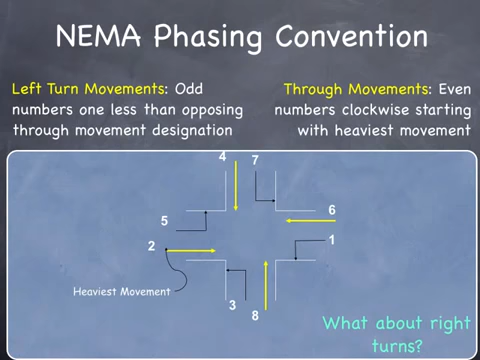 NEMA Phasing Convention
Left Turn Movements: Odd
numbers one less than opposing
through movement designation
Through Movements: Even
numbers clockwise starting
with heaviest movement
4
7
6
5
2
1
Heaviest Movement
3
8
What about right
turns?